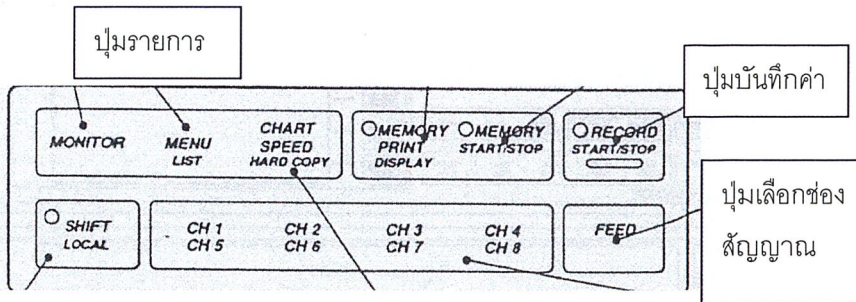 ปุ่มรายการ
ปุ่มบันทึกค่า
MONITOR
MENU
LIST
CHART
SPEED
HARD COPY
MEMORY
PRINT
DISPLAY
MEMORY
START/STOP
RECORD
START/STOP
SHIFT
LOCAL
CH 1 CH 2 CH 3 CH 4
CH 5 CH 6 CH 7 CH 8
FEED
ปุ่มเลือกช่อง
สัญญาณ